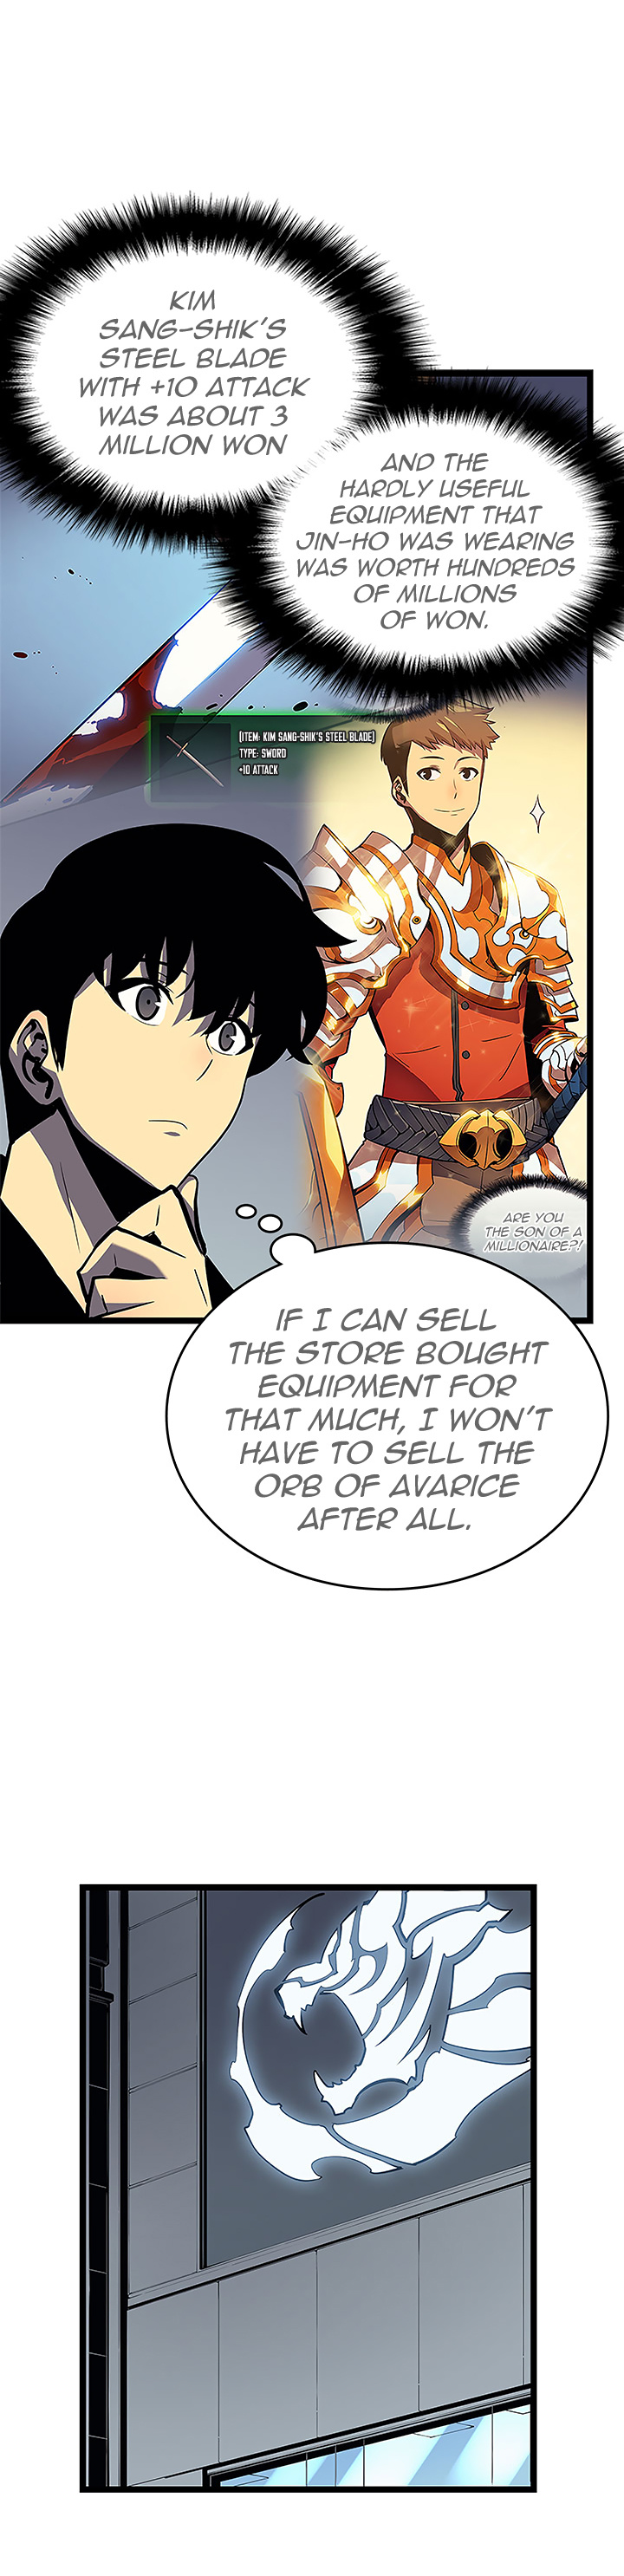 KIM
SANG-SHIK'S
STEEL BLADE
WITH +10 ATTACK
WAS ABOUT 3
MILLION WON
AND THE
HARDLY USEFUL
EQUIPMENT THAT
JIN-HO WAS WEARING
WAS WORTH HUNDREDS
OF MILLIONS
OF WON.
[ITEM: KIM SANG-SHIK'S STEEL BLADE]
TYPE: SWORD
+10 ATTACK
ARE YOU
THE SON OF A
MILLIONAIRE?!
IF I CAN SELL
THE STORE BOUGHT
EQUIPMENT FOR
THAT MUCH, I WON'T
HAVE TO SELL THE
ORB OF AVARICE
AFTER ALL.